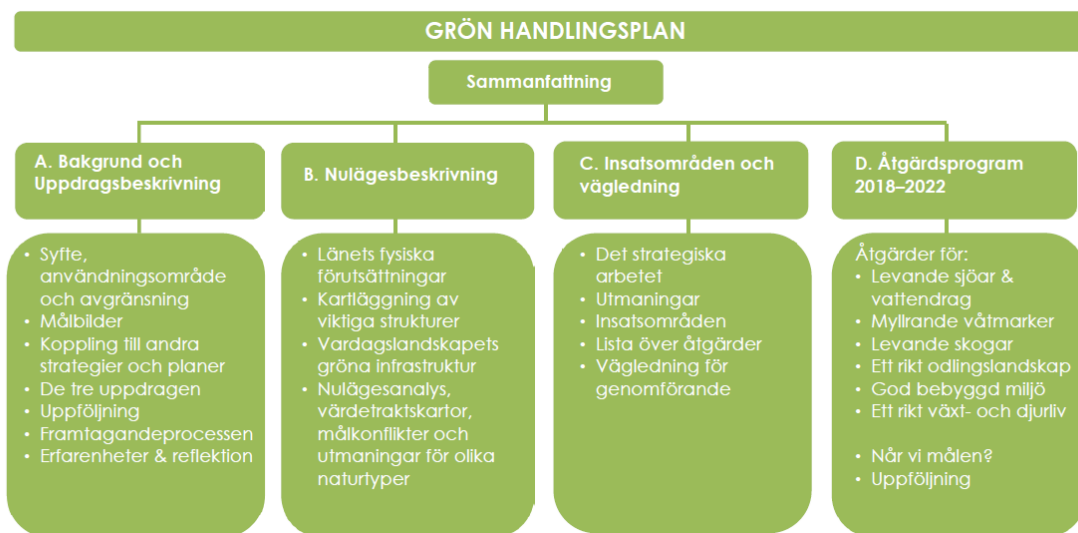 GRÖN HANDLINGSPLAN
Sammanfattning
A. Bakgrund och
Uppdragsbeskrivning
• Syfte,
användningsområde
och avgränsning
• Målbilder
• Koppling till andra
strategier och planer
• De tre uppdragen
• Uppföljning
• Framtagandeprocessen
• Erfarenheter & reflektion
B. Nulägesbeskrivning
• Länets fysiska
förutsättningar
• Kartläggning av
viktiga strukturer
• Vardagslandskapets
gröna infrastruktur
• Nulägesanalys,
värdetraktskartor,
målkonflikter och
utmaningar för olika
naturtyper
C. Insatsområden och
vägledning
• Det strategiska
arbetet
• Utmaningar
• Insatsområden
• Lista över åtgärder
• Vägledning för
genomförande
D. Åtgärdsprogram
2018–2022
Åtgärder för:
• Levande sjöar &
vattendrag
• Myllrande våtmarker
• Levande skogar
• Ett rikt odlingslandskap
• God bebyggd miljö
• Ett rikt växt- och djurliv
• Når vi målen?
• Uppföljning